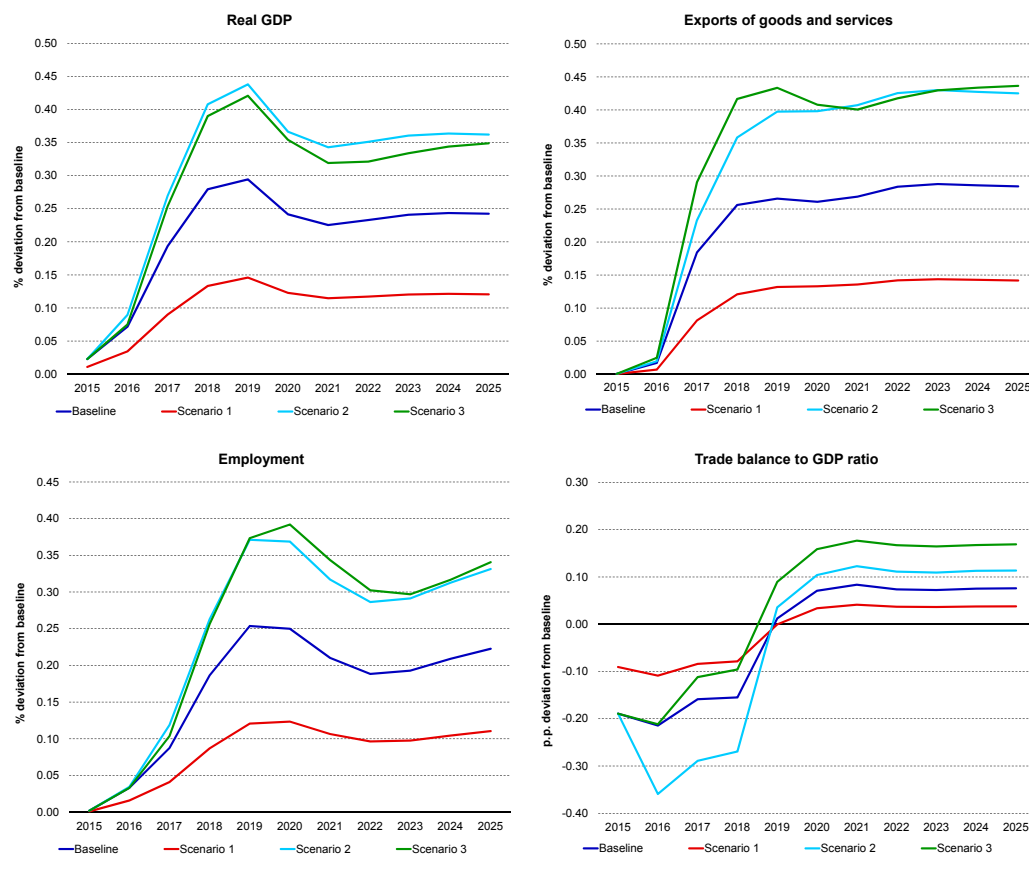 Real GDP
% deviation from baseline
0.50
0.45
0.40
0.35
0.30
0.25
0.20
0.15
0.10
0.05
0.00
2015 2016 2017 2018 2019 2020 2021 2022 2023 2024 2025
Baseline Scenario 1 Scenario 2 Scenario 3
Exports of goods and services
% deviation from baseline
0.50
0.45
0.40
0.35
0.30
0.25
0.20
0.15
0.10
0.05
0.00
2015 2016 2017 2018 2019 2020 2021 2022 2023 2024 2025
Baseline Scenario 1 Scenario 2 Scenario 3
Employment
% deviation from baseline
0.45
0.40
0.35
0.30
0.25
0.20
0.15
0.10
0.05
0.00
2015 2016 2017 2018 2019 2020 2021 2022 2023 2024 2025
Baseline Scenario 1 Scenario 2 Scenario 3
Trade balance to GDP ratio
p.p. deviation from baseline
0.30
0.20
0.10
0.00
-0.10
-0.20
-0.30
-0.40
2015 2016 2017 2018 2019 2020 2021 2022 2023 2024 2025
Baseline Scenario 1 Scenario 2 Scenario 3